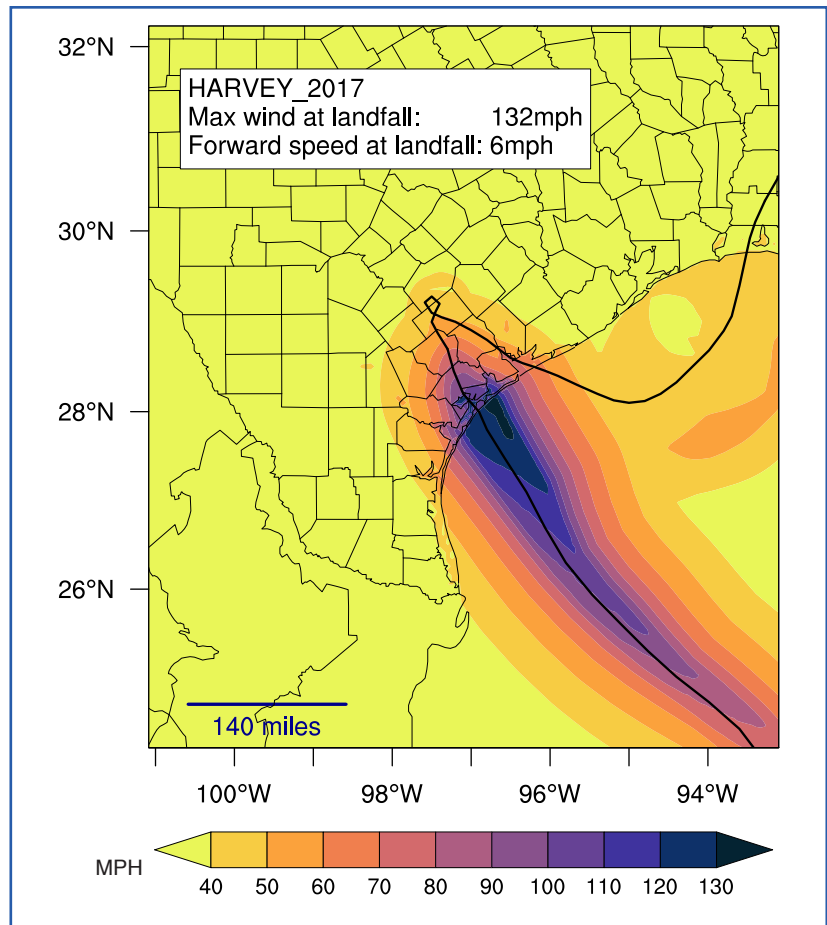 32°N
HARVEY_2017
Max wind at landfall: 132mph
Forward speed at landfall: 6mph
30°N
28°N
26°N
140 miles
100°W 98°W 96°W 94°W
MPH
40 50 60 70 80 90 100 110 120 130